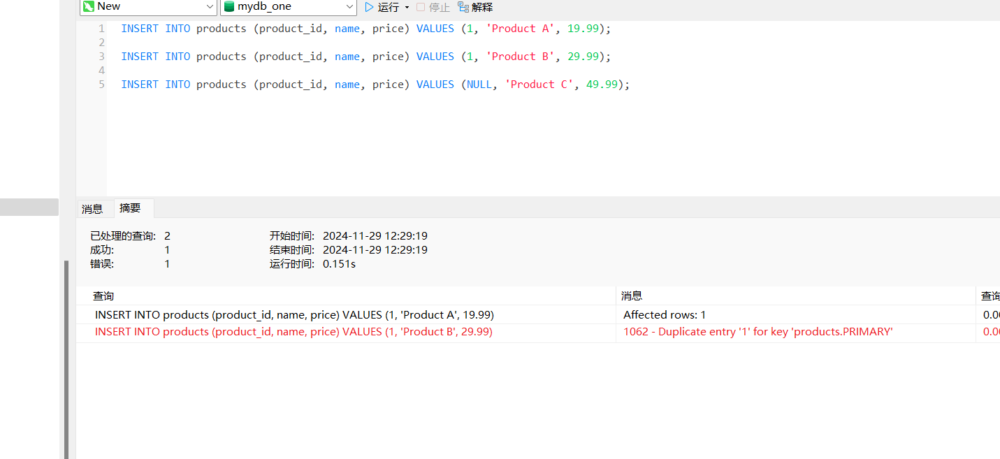 New mydb_one 运行 停止 解释
1 INSERT INTO products (product_id, name, price) VALUES (1, 'Product A', 19.99);
2
3 INSERT INTO products (product_id, name, price) VALUES (1, 'Product B', 29.99);
4
5 INSERT INTO products (product_id, name, price) VALUES (NULL, 'Product C', 49.99);
消息 摘要
已处理的查询: 2 开始时间: 2024-11-29 12:29:19
成功: 1 结束时间: 2024-11-29 12:29:19
错误: 1 运行时间: 0.151s
查询 消息 查询
INSERT INTO products (product_id, name, price) VALUES (1, 'Product A', 19.99) Affected rows: 1
INSERT INTO products (product_id, name, price) VALUES (1, 'Product B', 29.99) 1062 - Duplicate entry '1' for key 'products.PRIMARY'